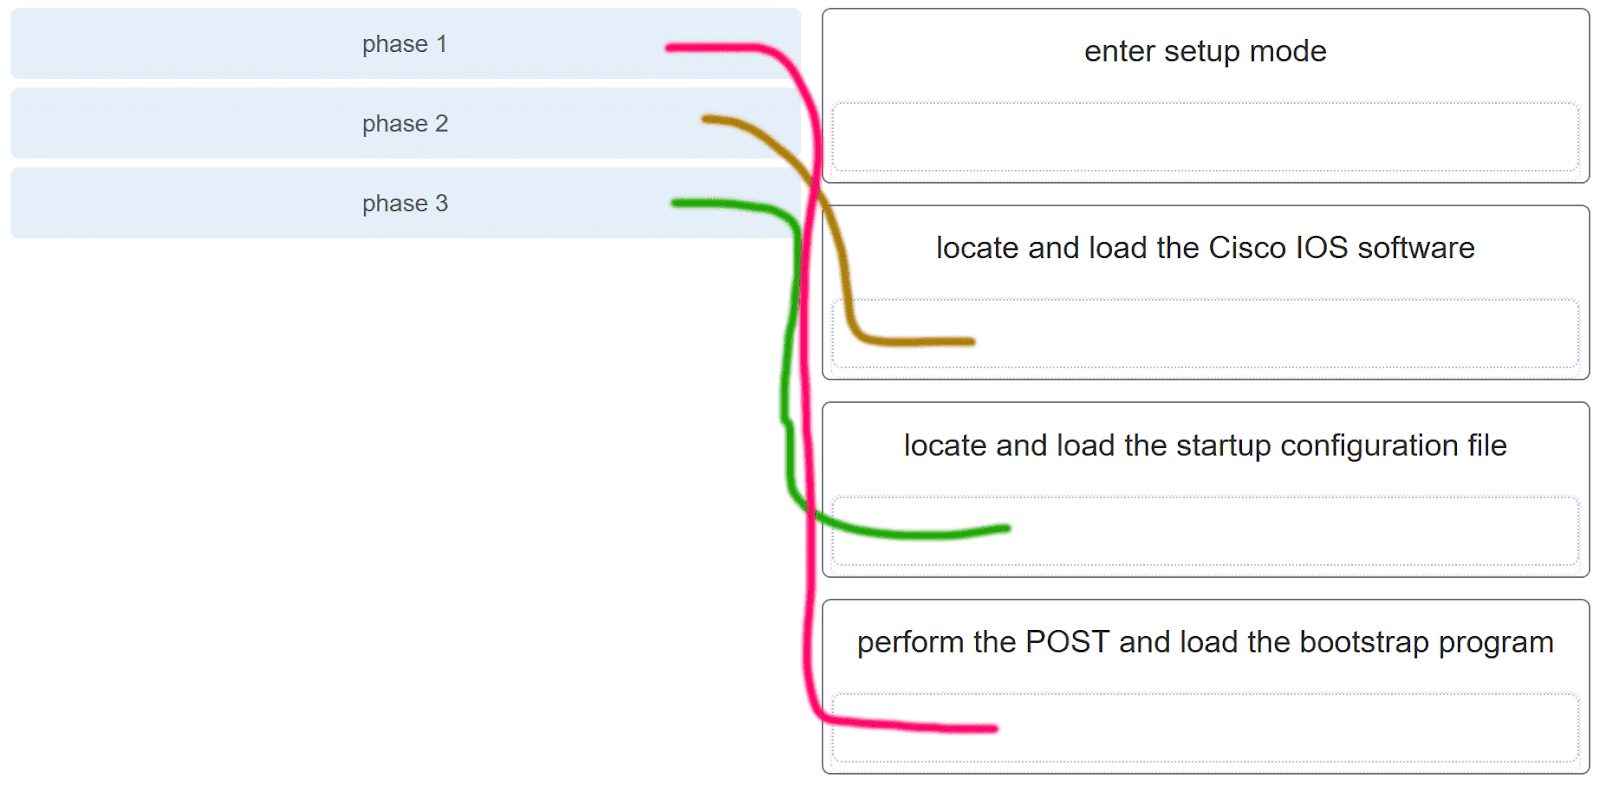 phase 1
phase 2
phase 3
enter setup mode
locate and load the Cisco IOS software
locate and load the startup configuration file
perform the POST and load the bootstrap program